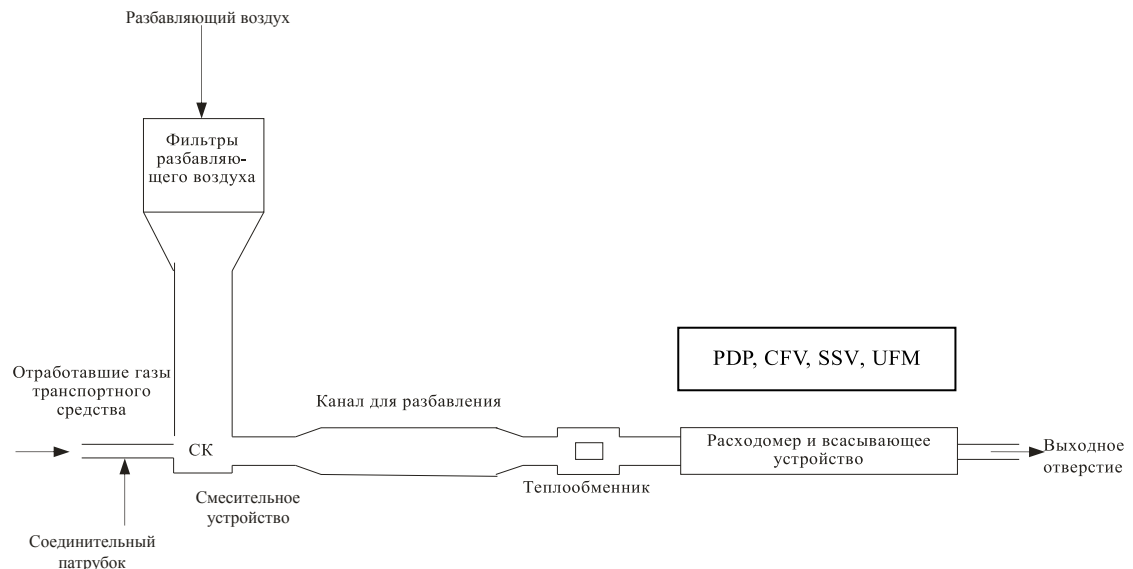 Разбавляющий воздух
Фильтры
разбавляю-
щего воздуха
PDP, CFV, SSV, UFM
Отработавшие газы
транспортного
средства
Канал для разбавления
СК
Расходомер и всасывающее
устройство
Выходное
отверстие
Теплообменник
Смесительное
устройство
Соединительный
патрубок